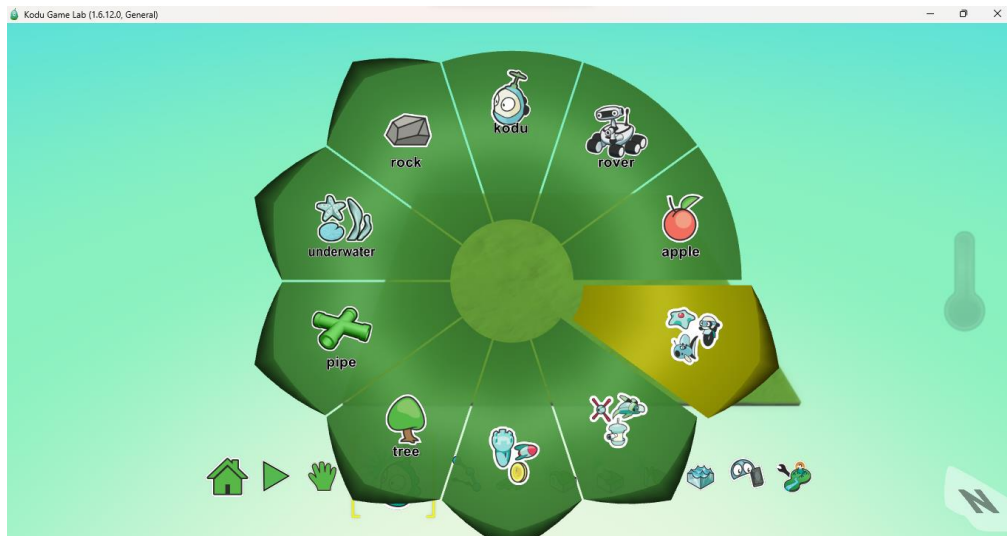 Kodu Game Lab (1.6.12.0, General)
kodu
rock
rover
underwater
apple
pipe
tree
N